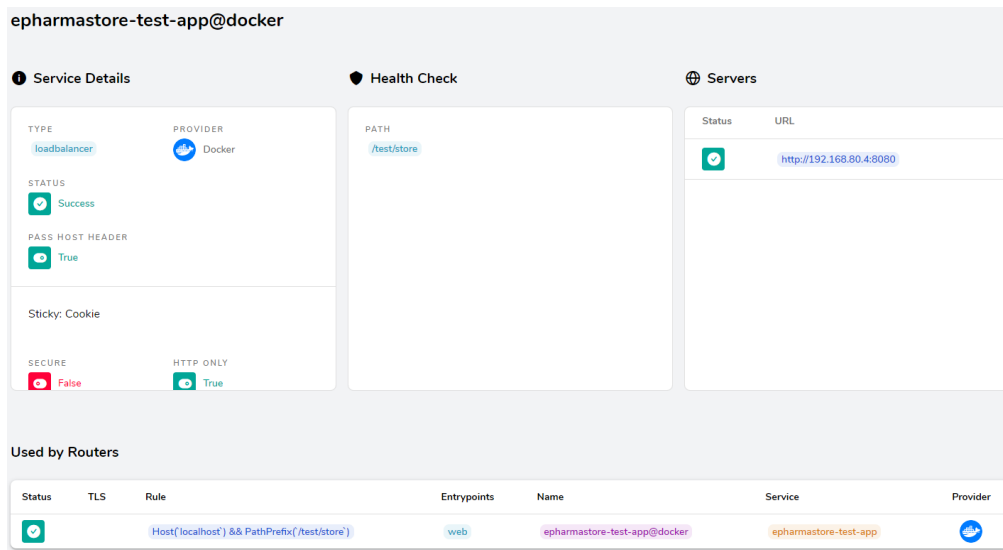 epharmastore-test-app@docker
Service Details
TYPE
loadbalancer
PROVIDER
Docker
STATUS
Success
PASS HOST HEADER
True
Sticky: Cookie
SECURE
False
HTTP ONLY
True
Health Check
PATH
/test/store
Servers
Status URL
http://192.168.80.4:8080
Used by Routers
Status TLS Rule Entrypoints Name Service Provider
Host(`localhost`) && PathPrefix(`/test/store`) web epharmastore-test-app@docker epharmastore-test-app